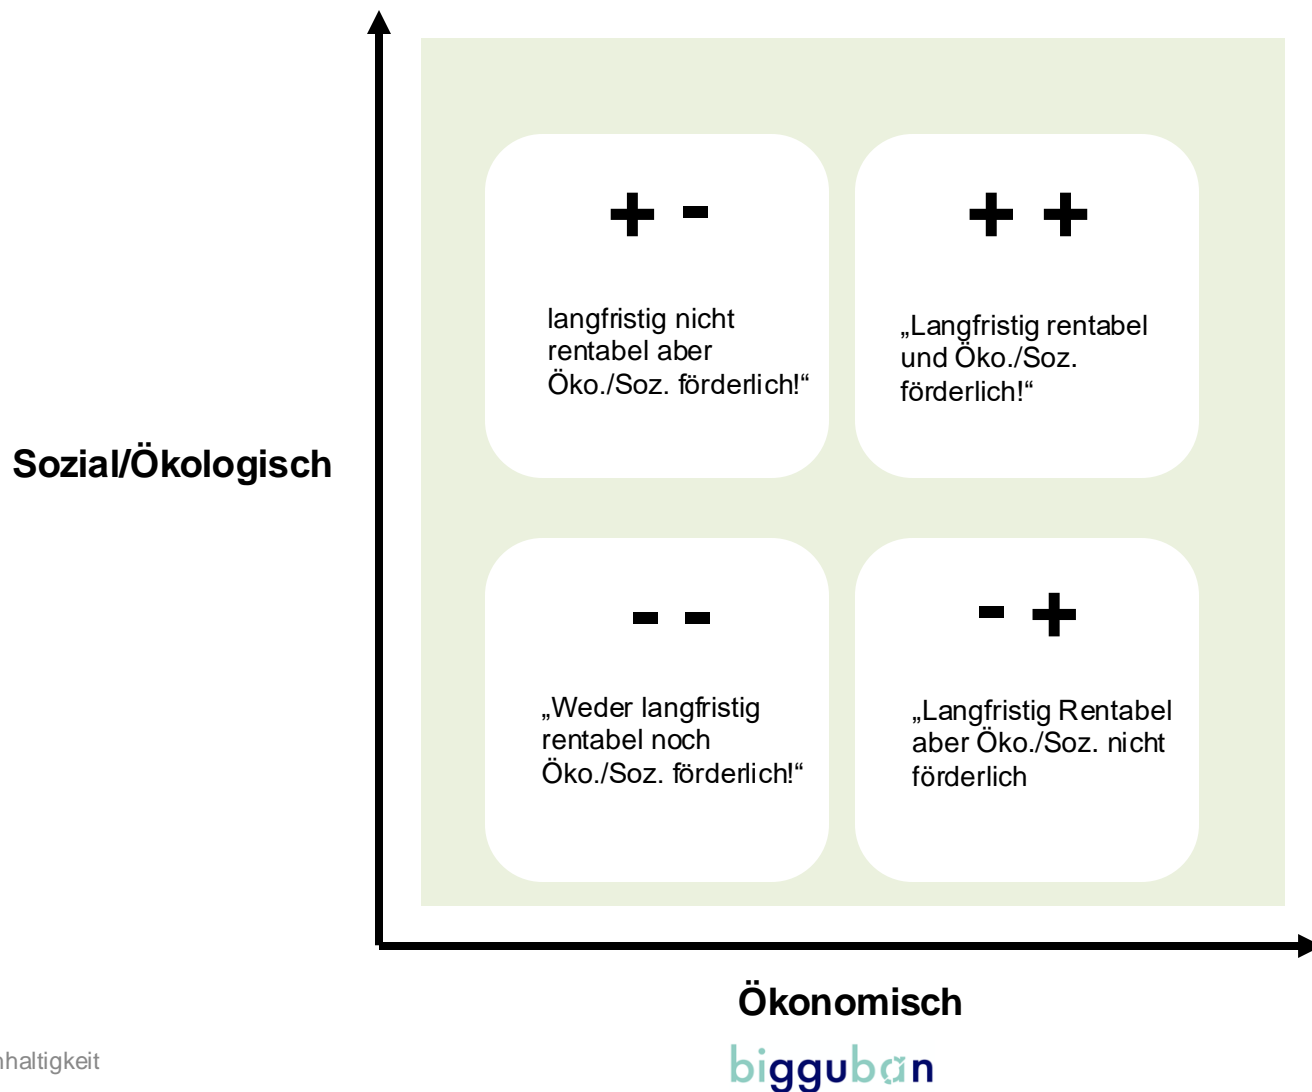 + -
langfristig nicht
rentabel aber
Öko./Soz. förderlich!“
+ +
„Langfristig rentabel
und Öko./Soz.
förderlich!“
Sozial/Ökologisch
- -
„Weder langfristig
rentabel noch
Öko./Soz. förderlich!“
- +
„Langfristig Rentabel
aber Öko./Soz. nicht
förderlich
Ökonomisch
bigguban
haltigkeit